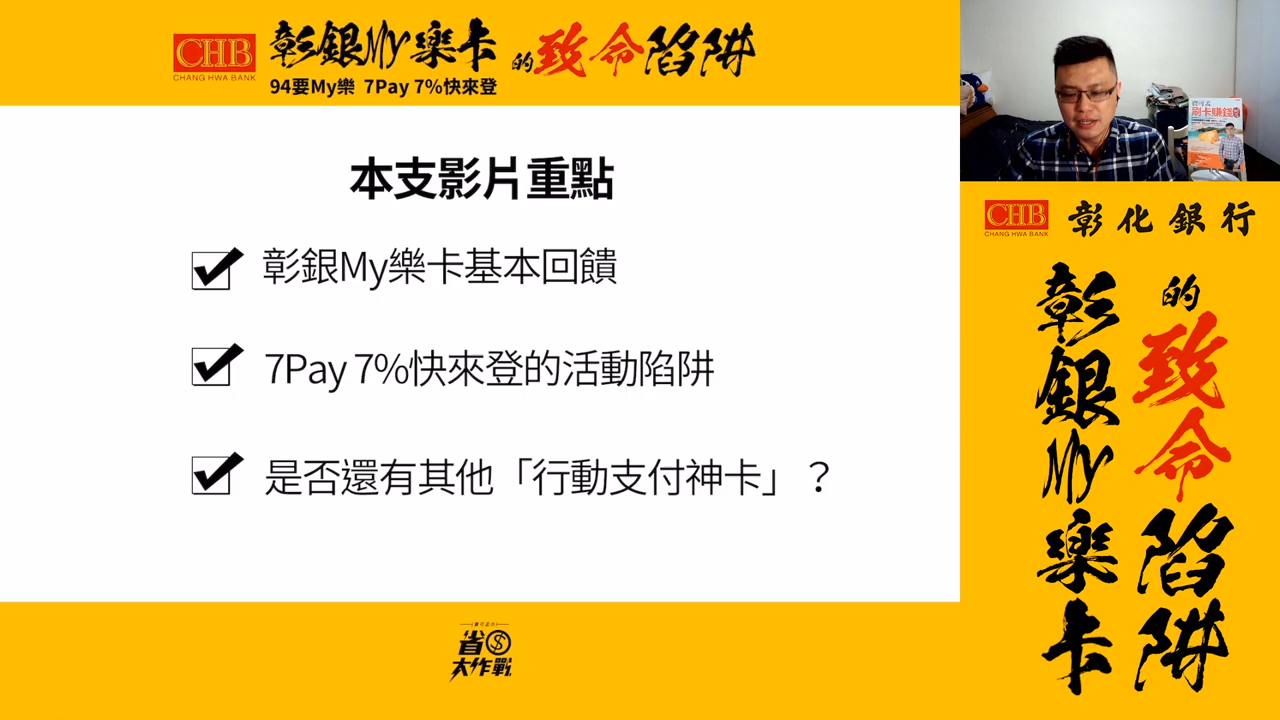 CHB
CHANG HWA BANK
彰銀My樂卡的致命陷阱
94要My樂 7Pay 7%快來登
本支影片重點
彰銀My樂卡基本回饋
7Pay 7%快來登的活動陷阱
是否還有其他「行動支付神卡」？
省$大作戰
刷卡賺錢
CHB
CHANG HWA BANK
彰化銀行
彰銀My樂卡
的致命陷阱